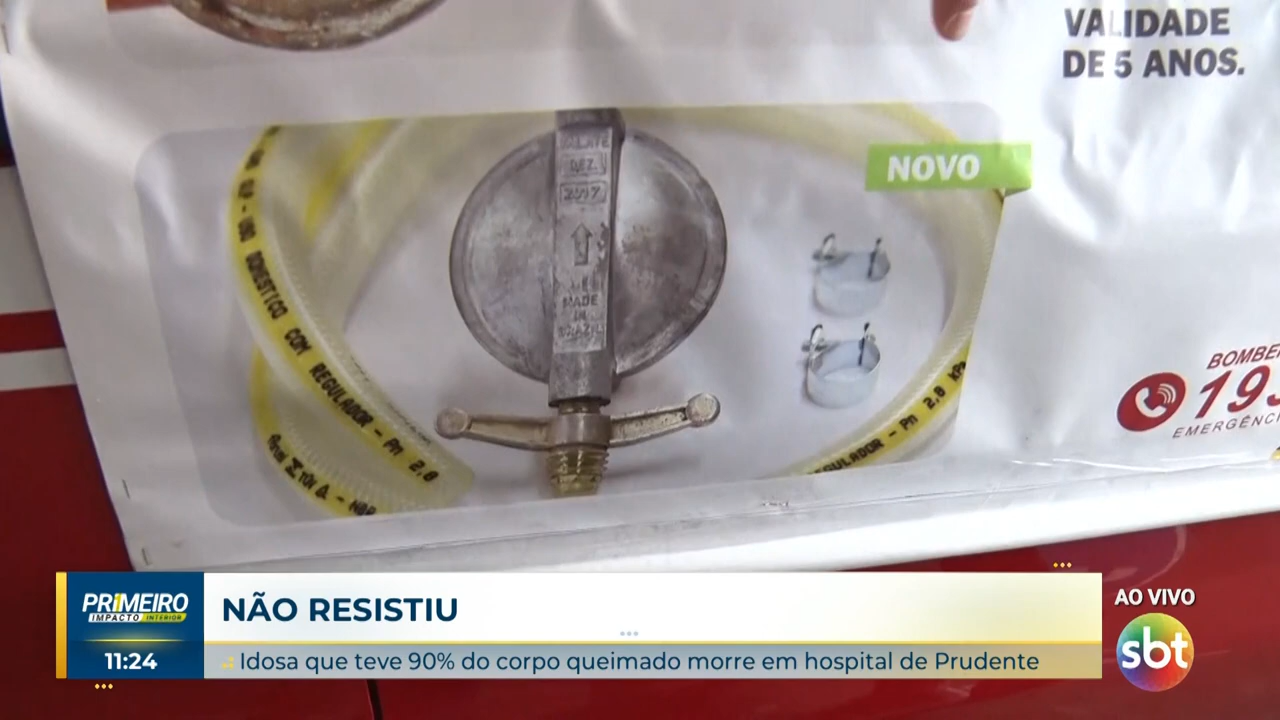 VALIDADE
DE 5 ANOS.
NOVO
DEZ
2017
MADE
IN
BRAZIL
DOMESTICO COM REGULADOR - Pn 2.8
REGULADOR - Pn 2.8 KPa
BOMBE
193
EMERGÊNC
PRIMEIRO
IMPACTO INTERIOR
11:24
NÃO RESISTIU
Idosa que teve 90% do corpo queimado morre em hospital de Prudente
AO VIVO
sbt